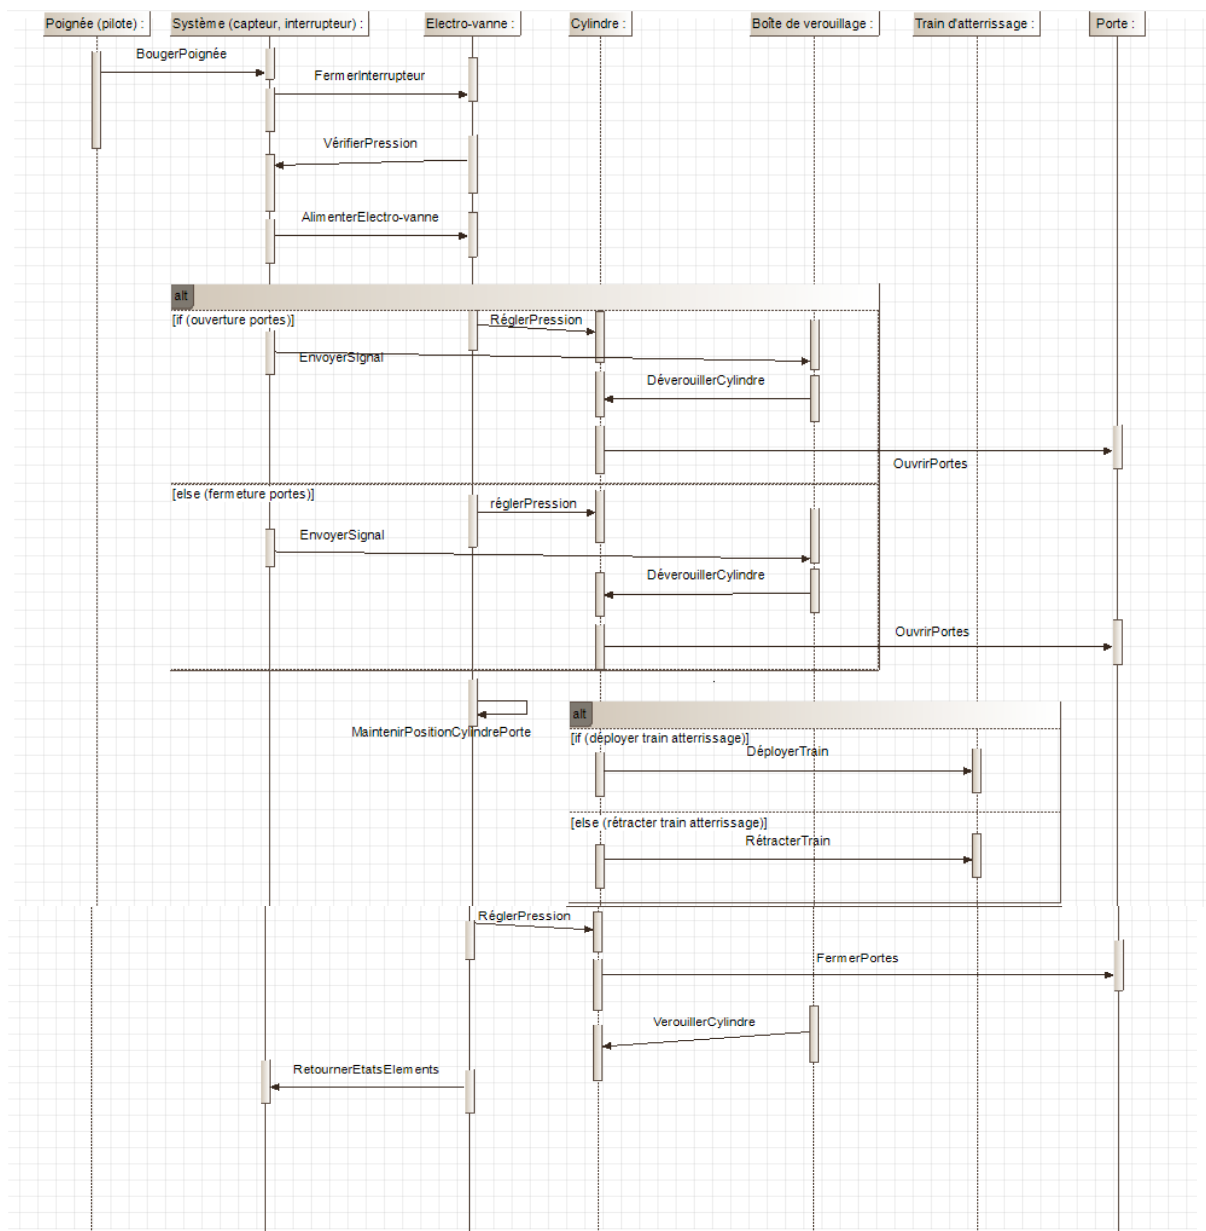 Poignée (pilote) :
Système (capteur, interrupteur) :
Electro-vanne :
Cylindre :
Boîte de verouillage :
Train d'atterrissage :
Porte :
BougerPoignée
FermerInterrupteur
VérifierPression
AlimenterElectro-vanne
alt
[if (ouverture portes)]
RéglerPression
EnvoyerSignal
DéverouillerCylindre
OuvrirPortes
[else (fermeture portes)]
réglerPression
EnvoyerSignal
DéverouillerCylindre
OuvrirPortes
MaintenirPositionCylindrePorte
alt
[if (déployer train atterrissage)]
DéployerTrain
[else (rétracter train atterrissage)]
RétracterTrain
RéglerPression
FermerPortes
VerouillerCylindre
RetournerEtatsElements